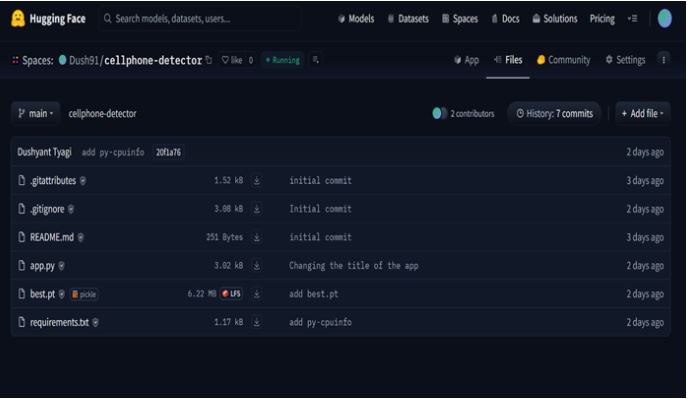 Hugging Face Search models, datasets, users... Models Datasets Spaces Docs Solutions Pricing
Spaces: Dush91/cellphone-detector like 0 Running App Files Community Settings
main cellphone-detector 2 contributors History: 7 commits + Add file
Dushyant Tyagi add py-cpuinfo 20f1a76 2 days ago
.gitattributes 1.52 kB initial commit 3 days ago
.gitignore 3.08 kB Initial commit 2 days ago
README.md 251 Bytes initial commit 3 days ago
app.py 3.02 kB Changing the title of the app 2 days ago
best.pt pickle 6.22 MB LFS add best.pt 2 days ago
requirements.txt 1.17 kB add py-cpuinfo 2 days ago